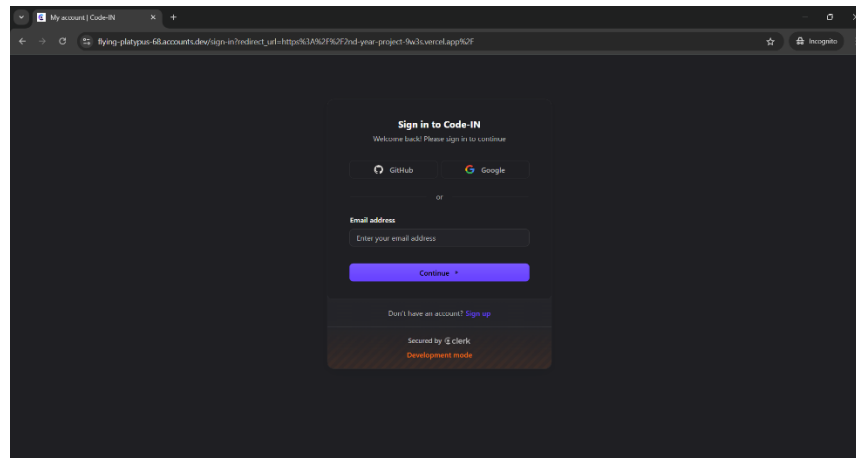 My account | Code-IN
flying-platypus-68.accounts.dev/sign-in?redirect_url=https%3A%2F%2F2nd-year-project-9w3s.vercel.app%2F
Incognito
Sign in to Code-IN
Welcome back! Please sign in to continue
GitHub
Google
or
Email address
Enter your email address
Continue
Don't have an account? Sign up
Secured by clerk
Development mode